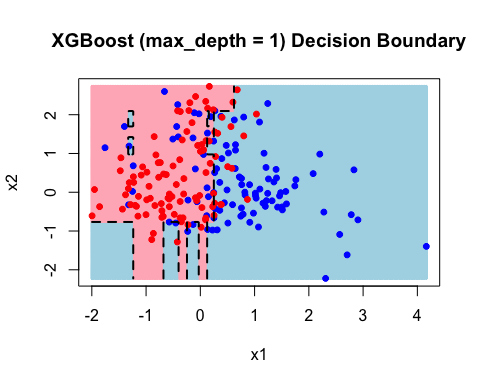 XGBoost (max_depth = 1) Decision Boundary
x2
2
1
0
-1
-2
-2 -1 0 1 2 3 4
x1